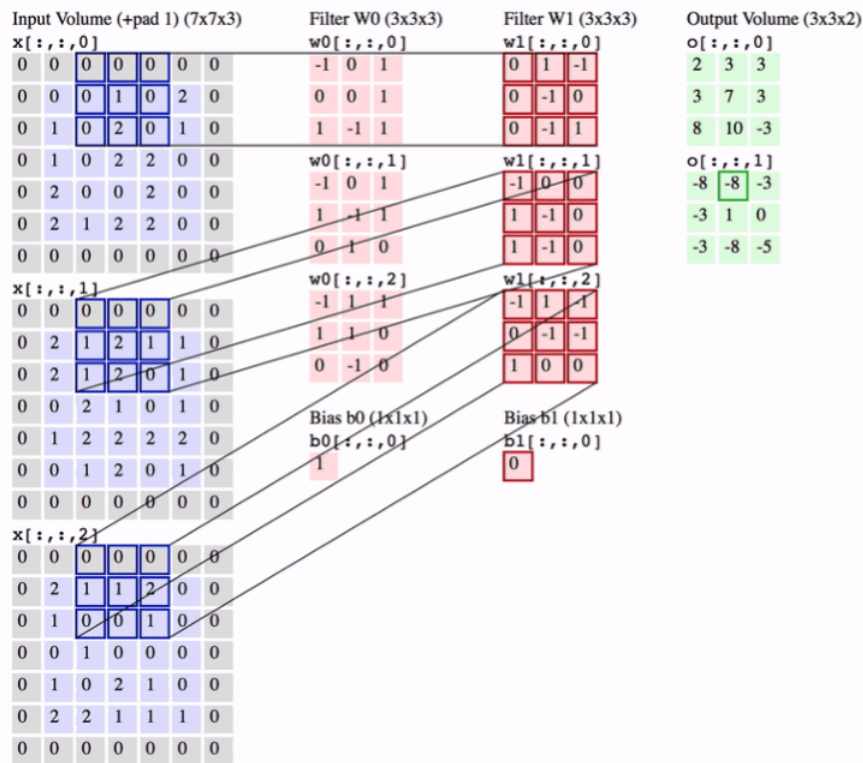 Input Volume (+pad 1) (7x7x3)
x[:,:,0]
0 0 0 0 0 0 0
0 0 0 1 0 2 0
0 1 0 2 0 1 0
0 1 0 2 2 0 0
0 2 0 0 2 0 0
0 2 1 2 2 0 0
0 0 0 0 0 0 0
x[:,:,1]
0 0 0 0 0 0 0
0 2 1 2 1 1 0
0 2 1 2 0 1 0
0 0 2 1 0 1 0
0 1 2 2 2 2 0
0 0 1 2 0 1 0
0 0 0 0 0 0 0
x[:,:,2]
0 0 0 0 0 0 0
0 2 1 1 2 0 0
0 1 0 0 1 0 0
0 0 1 0 0 0 0
0 1 0 2 1 0 0
0 2 2 1 1 1 0
0 0 0 0 0 0 0
Filter W0 (3x3x3)
w0[:,:,0]
-1 0 1
0 0 1
1 -1 1
w0[:,:,1]
-1 0 1
1 -1 1
0 1 0
w0[:,:,2]
-1 1 1
1 1 0
0 -1 0
Bias b0 (1x1x1)
b0[:,:,0]
1
Filter W1 (3x3x3)
w1[:,:,0]
0 1 -1
0 -1 0
0 -1 1
w1[:,:,1]
-1 0 0
1 -1 0
1 -1 0
w1[:,:,2]
-1 1 -1
0 -1 -1
1 0 0
Bias b1 (1x1x1)
b1[:,:,0]
0
Output Volume (3x3x2)
o[:,:,0]
2 3 3
3 7 3
8 10 -3
o[:,:,1]
-8 -8 -3
-3 1 0
-3 -8 -5